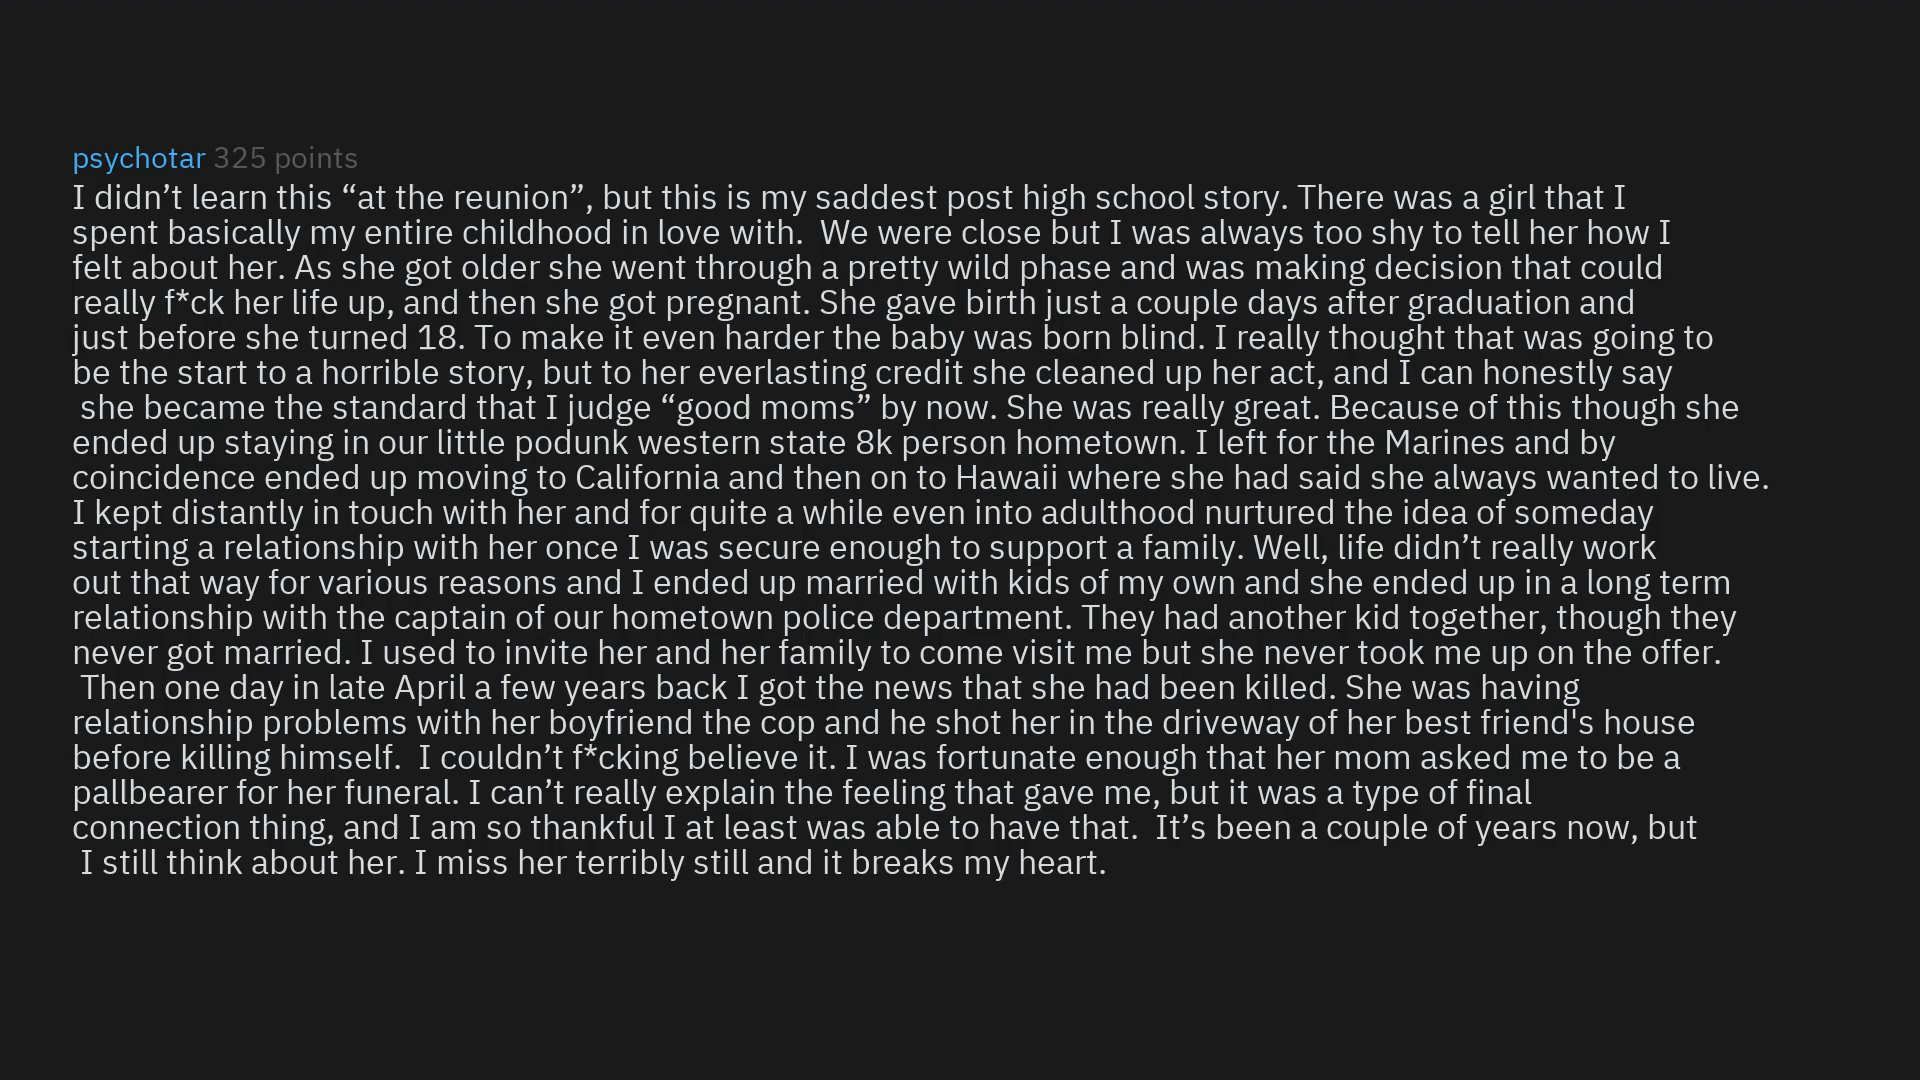 psychotar 325 points
I didn’t learn this “at the reunion”, but this is my saddest post high school story. There was a girl that I
spent basically my entire childhood in love with.  We were close but I was always too shy to tell her how I
felt about her. As she got older she went through a pretty wild phase and was making decision that could
really f*ck her life up, and then she got pregnant. She gave birth just a couple days after graduation and
just before she turned 18. To make it even harder the baby was born blind. I really thought that was going to
be the start to a horrible story, but to her everlasting credit she cleaned up her act, and I can honestly say
she became the standard that I judge “good moms” by now. She was really great. Because of this though she
ended up staying in our little podunk western state 8k person hometown. I left for the Marines and by
coincidence ended up moving to California and then on to Hawaii where she had said she always wanted to live.
I kept distantly in touch with her and for quite a while even into adulthood nurtured the idea of someday
starting a relationship with her once I was secure enough to support a family. Well, life didn’t really work
out that way for various reasons and I ended up married with kids of my own and she ended up in a long term
relationship with the captain of our hometown police department. They had another kid together, though they
never got married. I used to invite her and her family to come visit me but she never took me up on the offer.
Then one day in late April a few years back I got the news that she had been killed. She was having
relationship problems with her boyfriend the cop and he shot her in the driveway of her best friend's house
before killing himself.  I couldn’t f*cking believe it. I was fortunate enough that her mom asked me to be a
pallbearer for her funeral. I can’t really explain the feeling that gave me, but it was a type of final
connection thing, and I am so thankful I at least was able to have that.  It’s been a couple of years now, but
I still think about her. I miss her terribly still and it breaks my heart.